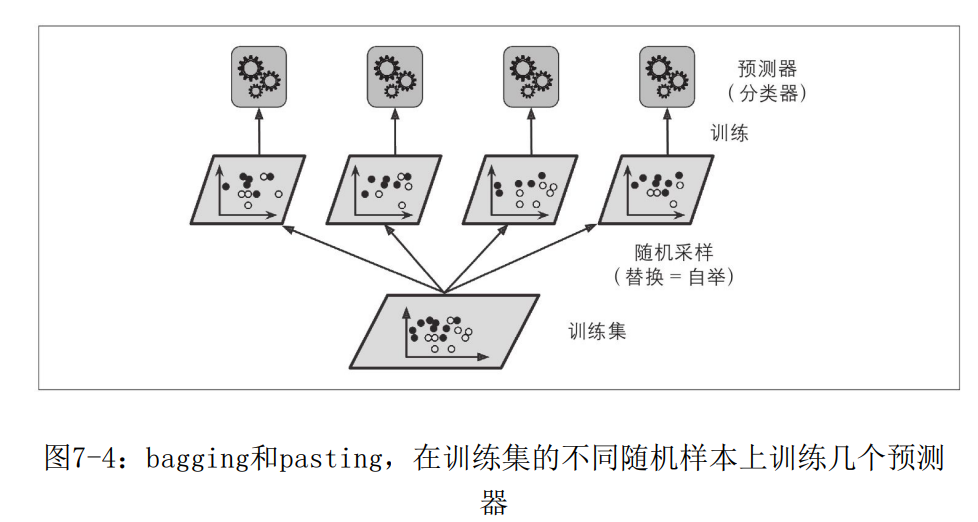 预测器
（分类器）
训练
随机采样
（替换 = 自举）
训练集
图7-4：bagging和pasting，在训练集的不同随机样本上训练几个预测
器